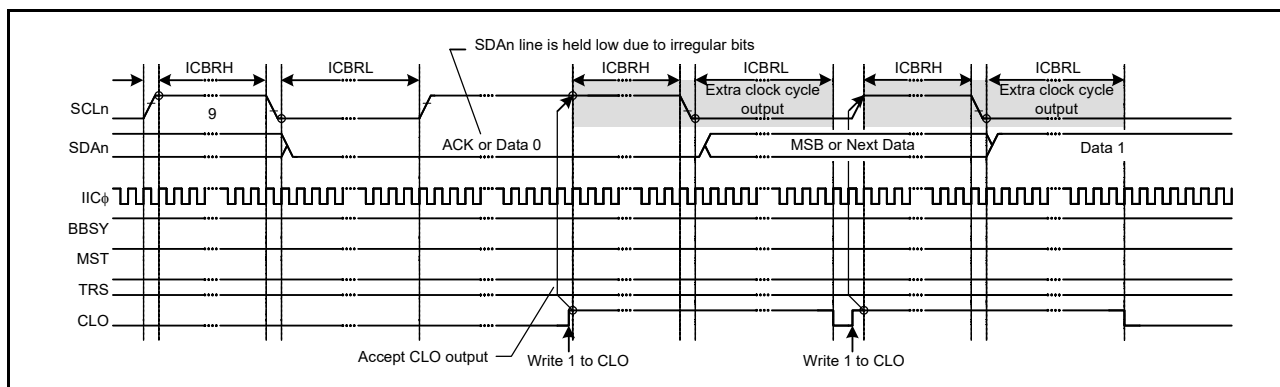 SDAn line is held low due to irregular bits
ICBRH ICBRL ICBRH ICBRL ICBRH ICBRL
Extra clock cycle output Extra clock cycle output
SCLn 9
SDAn ACK or Data 0 MSB or Next Data Data 1
IICϕ
BBSY
MST
TRS
CLO
Accept CLO output Write 1 to CLO Write 1 to CLO